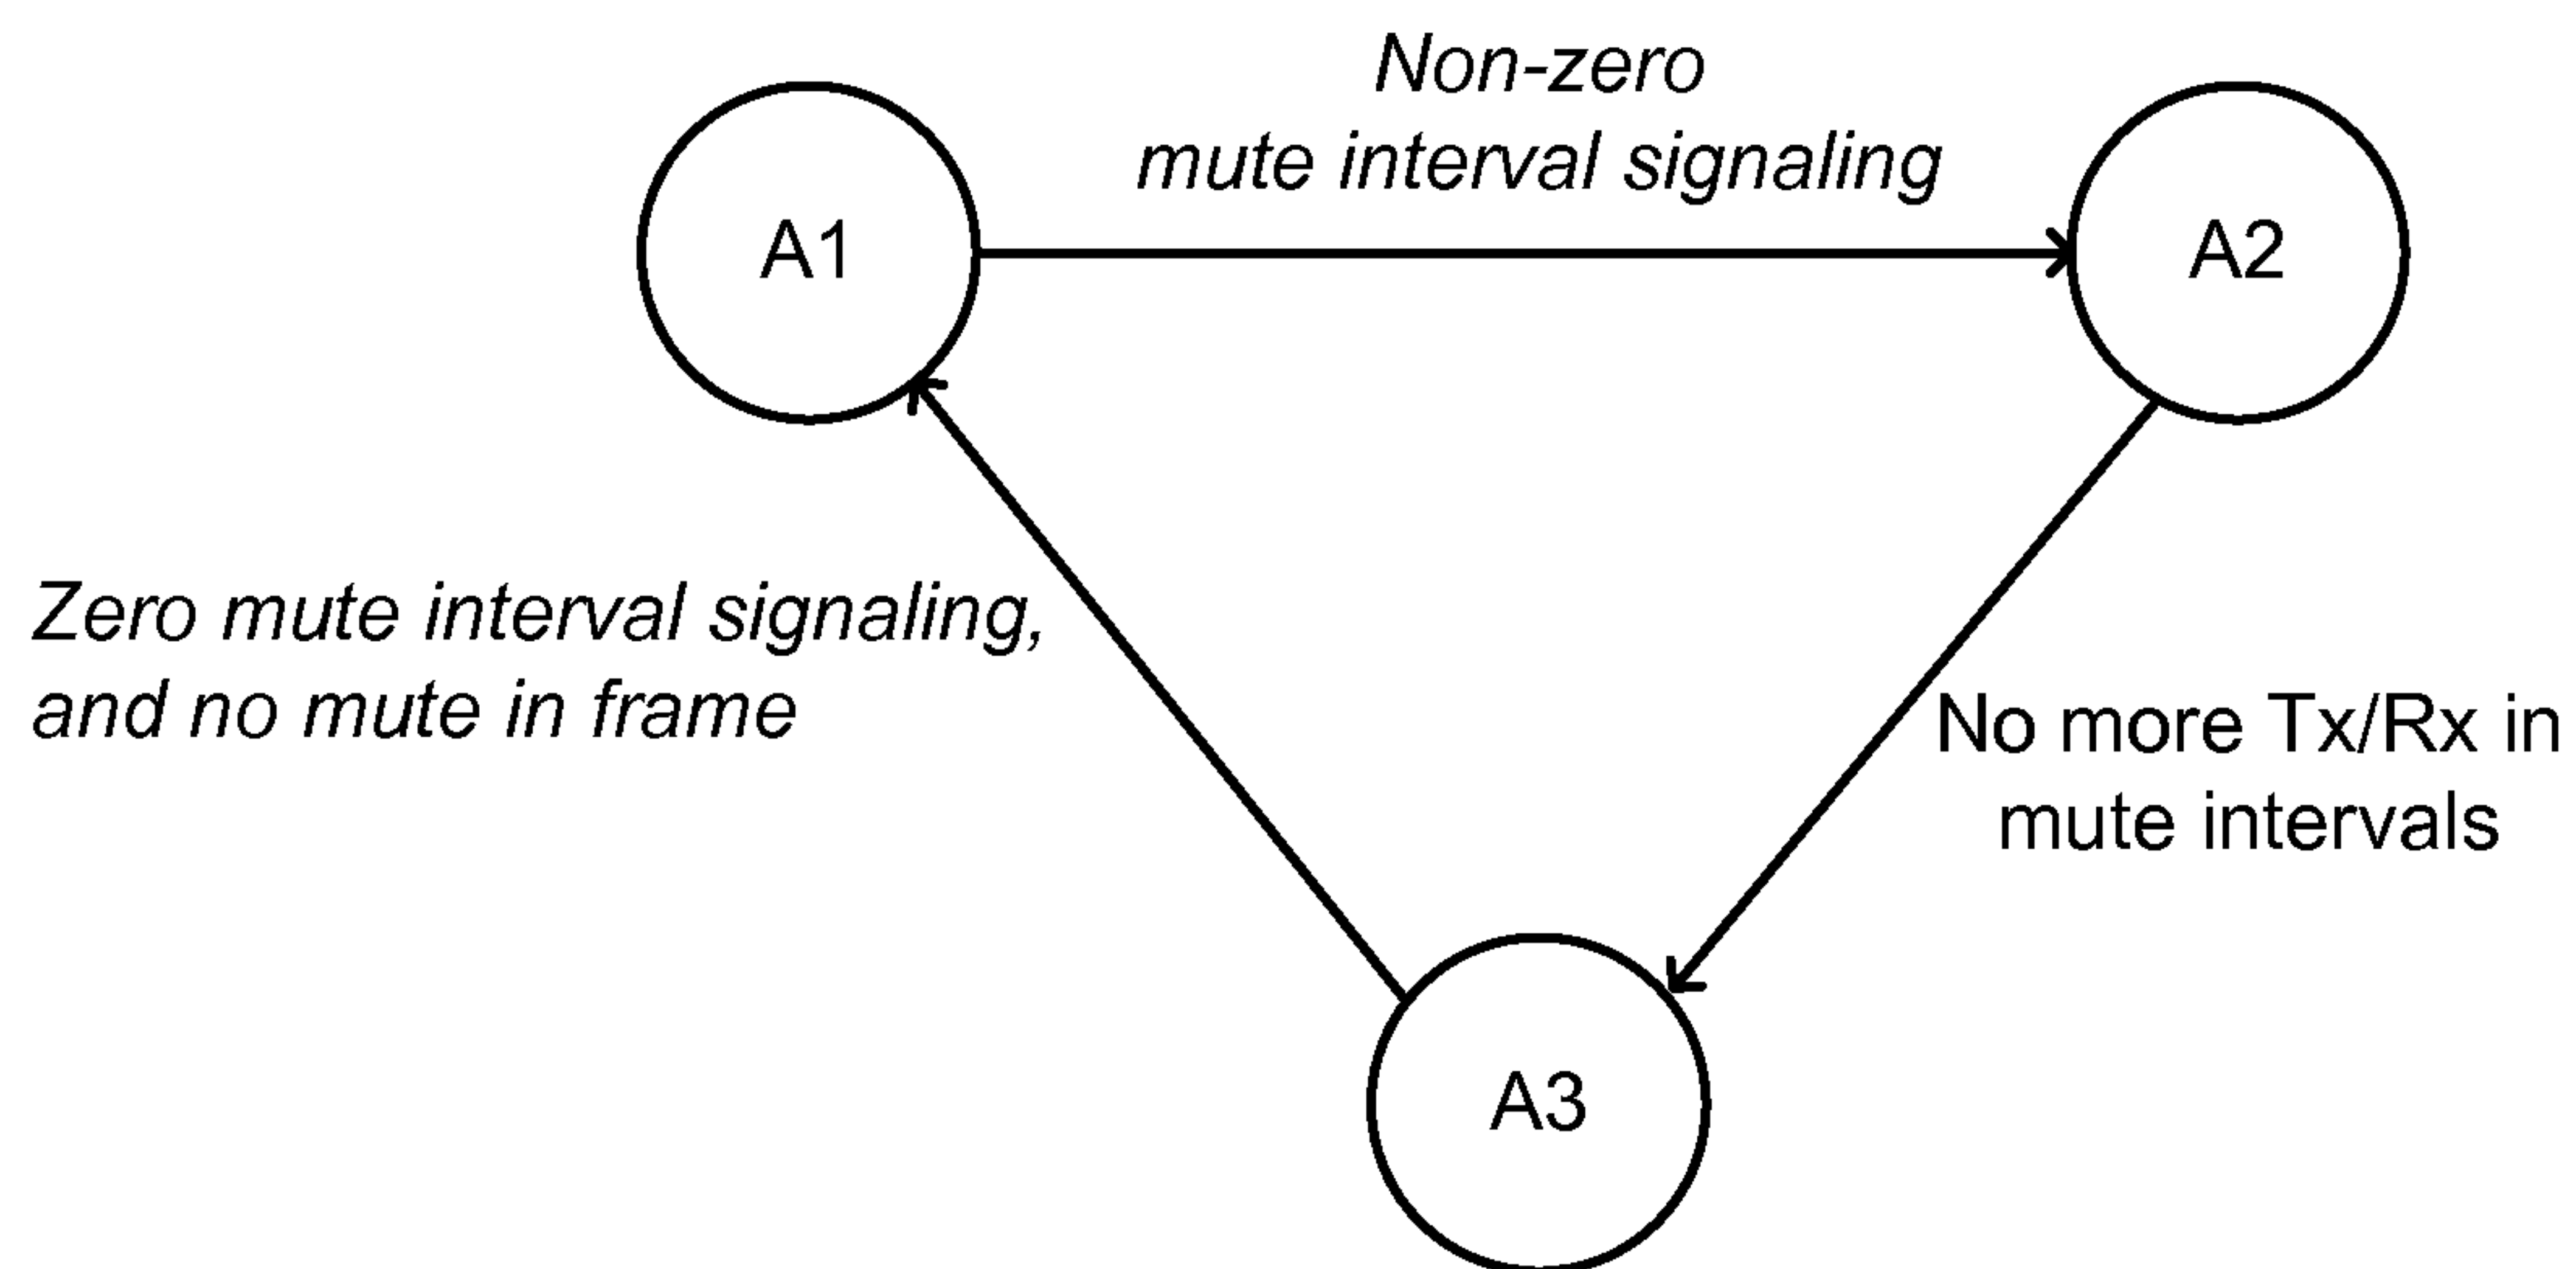 Non-zero
mute interval signaling
A1
A2
Zero mute interval signaling,
and no mute in frame
No more Tx/Rx in
mute intervals
A3